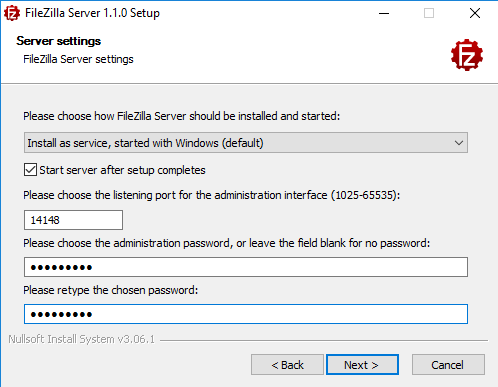 FileZilla Server 1.1.0 Setup
Server settings
FileZilla Server settings
Fz
Please choose how FileZilla Server should be installed and started:
Install as service, started with Windows (default)
Start server after setup completes
Please choose the listening port for the administration interface (1025-65535):
14148
Please choose the administration password, or leave the field blank for no password:
●●●●●●●●●
Please retype the chosen password:
●●●●●●●●●
Nullsoft Install System v3.06.1
< Back Next > Cancel